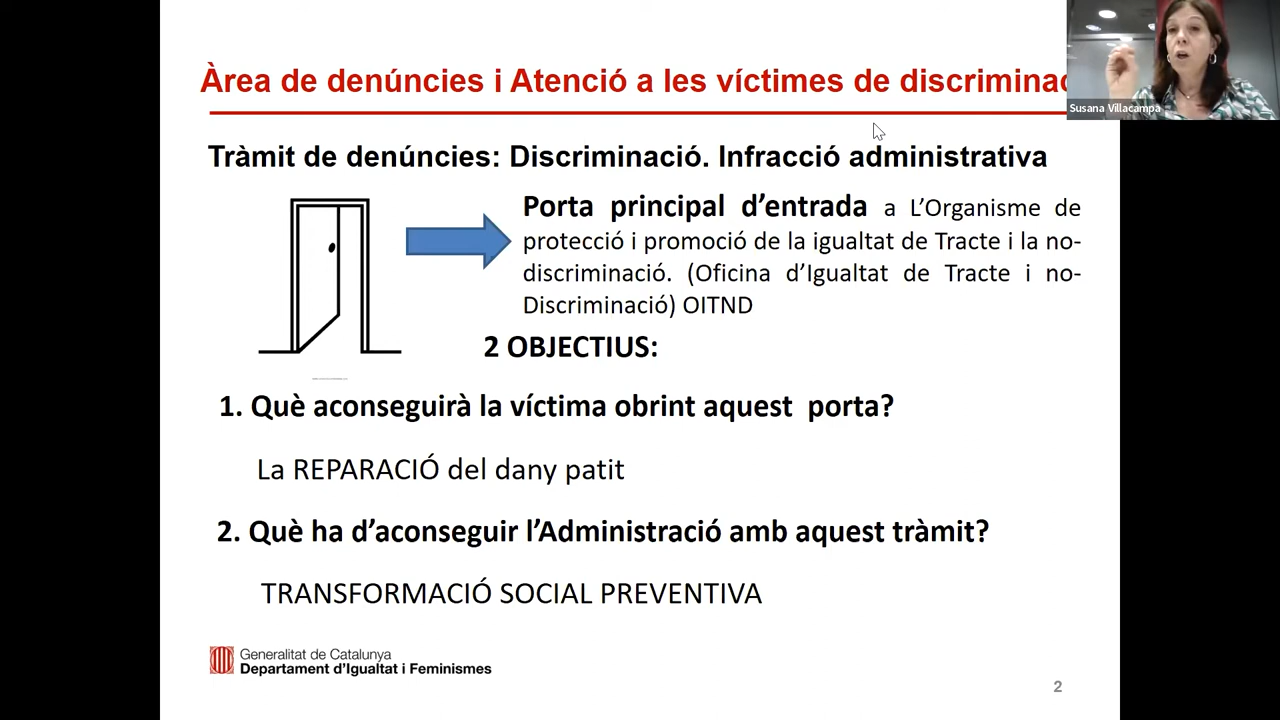 Àrea de denúncies i Atenció a les víctimes de discriminac
Susana Villacampa
Tràmit de denúncies: Discriminació. Infracció administrativa
Porta principal d’entrada a L’Organisme de
protecció i promoció de la igualtat de Tracte i la no-
discriminació. (Oficina d’Igualtat de Tracte i no-
Discriminació) OITND
2 OBJECTIUS:
1. Què aconseguirà la víctima obrint aquest porta?
La REPARACIÓ del dany patit
2. Què ha d’aconseguir l’Administració amb aquest tràmit?
TRANSFORMACIÓ SOCIAL PREVENTIVA
Generalitat de Catalunya
Departament d’Igualtat i Feminismes
2